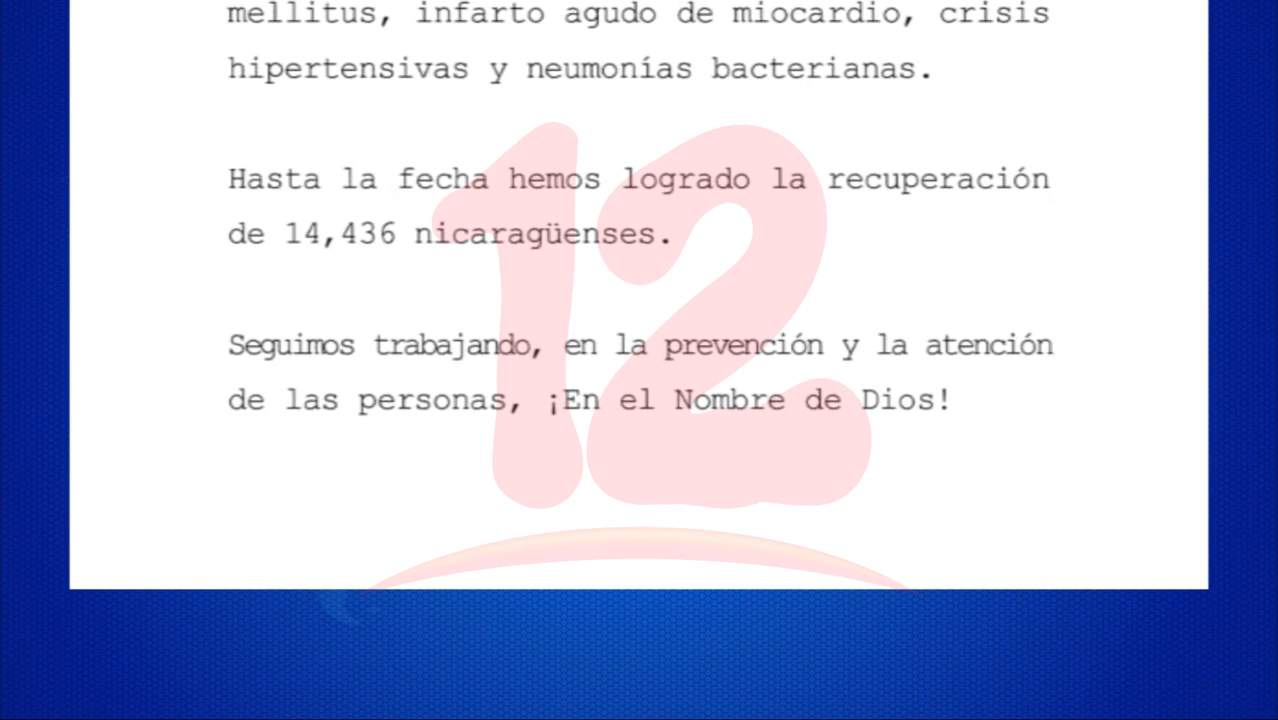 mellitus, infarto agudo de miocardio, crisis
hipertensivas y neumonías bacterianas.
Hasta la fecha hemos logrado la recuperación
de 14,436 nicaragüenses.
Seguimos trabajando, en la prevención y la atención
de las personas, ¡En el Nombre de Dios!
12